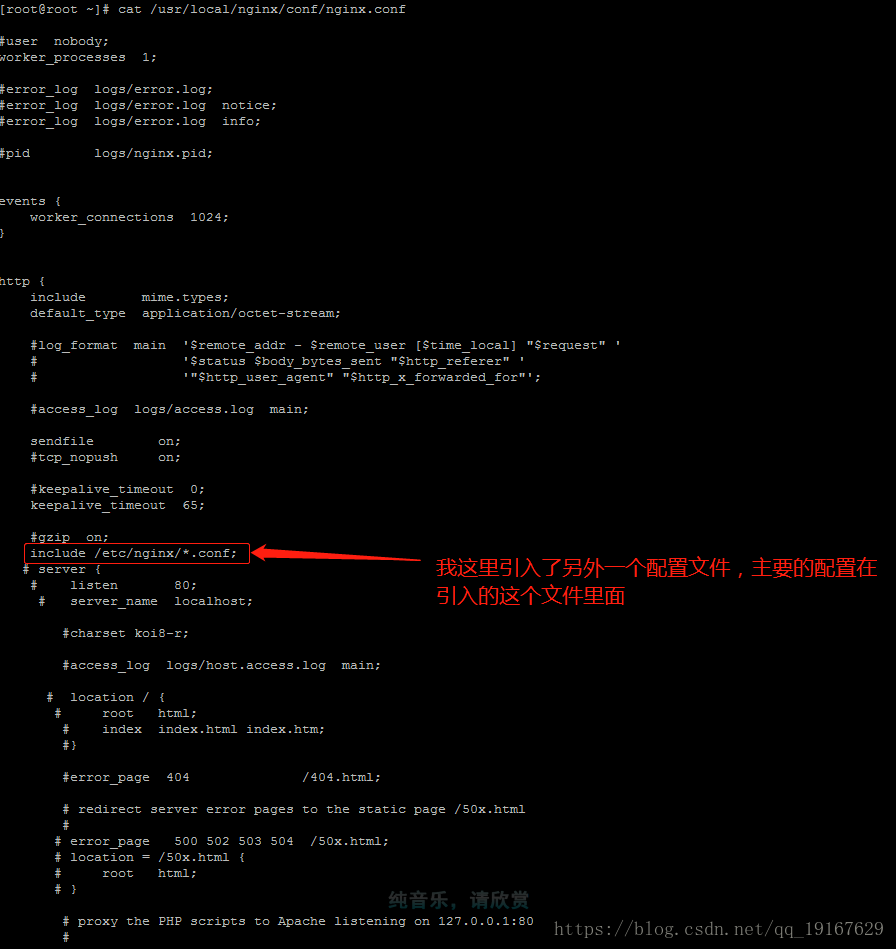 [root@root ~]# cat /usr/local/nginx/conf/nginx.conf
#user  nobody;
worker_processes  1;
#error_log  logs/error.log;
#error_log  logs/error.log  notice;
#error_log  logs/error.log  info;
#pid        logs/nginx.pid;
events {
    worker_connections  1024;
}
http {
    include       mime.types;
    default_type  application/octet-stream;
    #log_format  main  '$remote_addr - $remote_user [$time_local] "$request" '
    #                  '$status $body_bytes_sent "$http_referer" '
    #                  '"$http_user_agent" "$http_x_forwarded_for"';
    #access_log  logs/access.log  main;
    sendfile        on;
    #tcp_nopush     on;
    #keepalive_timeout  0;
    keepalive_timeout  65;
    #gzip  on;
    include /etc/nginx/*.conf;
我这里引入了另外一个配置文件，主要的配置在
引入的这个文件里面
   # server {
    #    listen       80;
     #   server_name  localhost;
        #charset koi8-r;
        #access_log  logs/host.access.log  main;
      #  location / {
       #     root   html;
        #    index  index.html index.htm;
        #}
        #error_page  404              /404.html;
        # redirect server error pages to the static page /50x.html
        #
       # error_page   500 502 503 504  /50x.html;
       # location = /50x.html {
       #     root   html;
       # }
纯音乐，请欣赏
        # proxy the PHP scripts to Apache listening on 127.0.0.1:80
        #
https://blog.csdn.net/qq_19167629